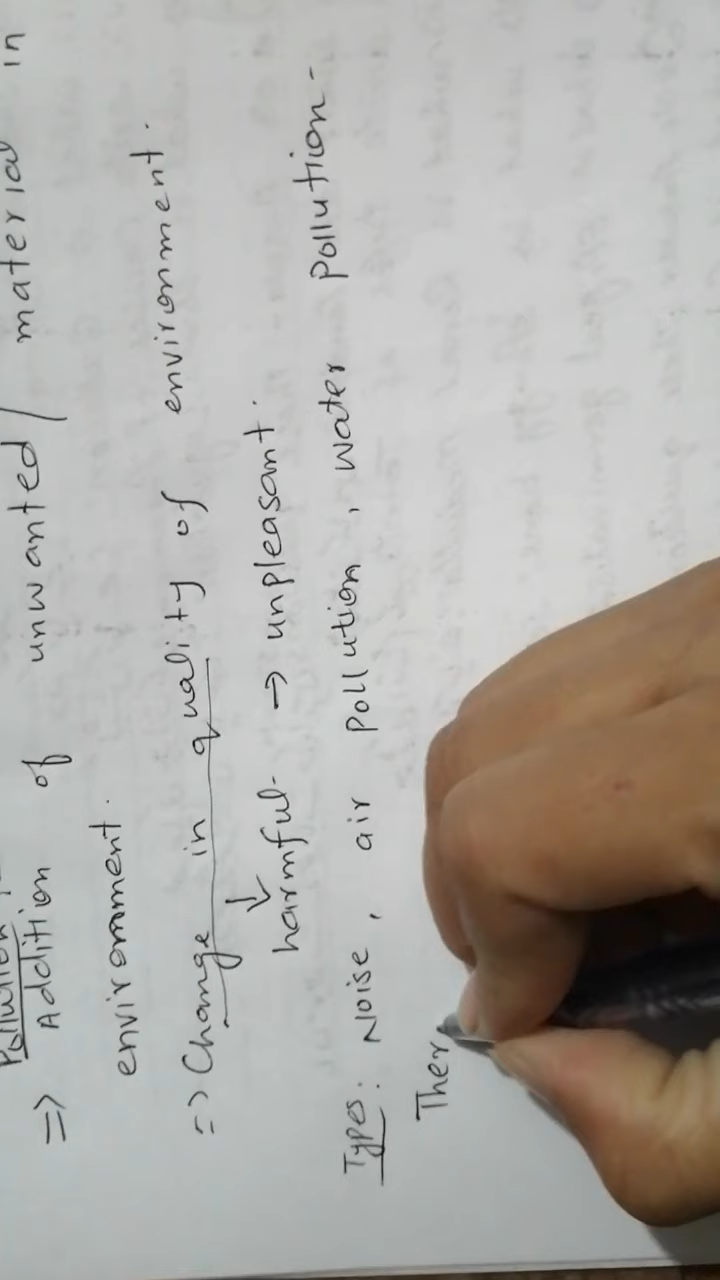 Pollution :
=> Addition of unwanted / material in
environment.
=> Change in quality of environment.
harmful. → unpleasant.
Types: Noise, air pollution, water pollution.
Ther